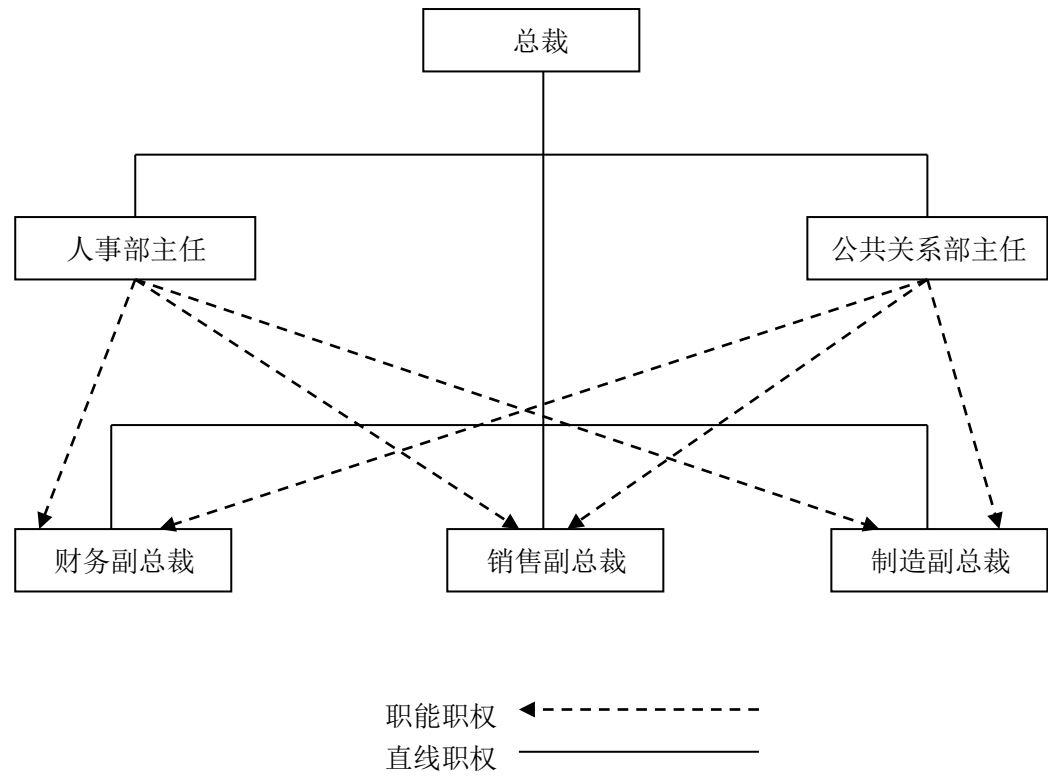 总裁
人事部主任
公共关系部主任
财务副总裁
销售副总裁
制造副总裁
职能职权
直线职权